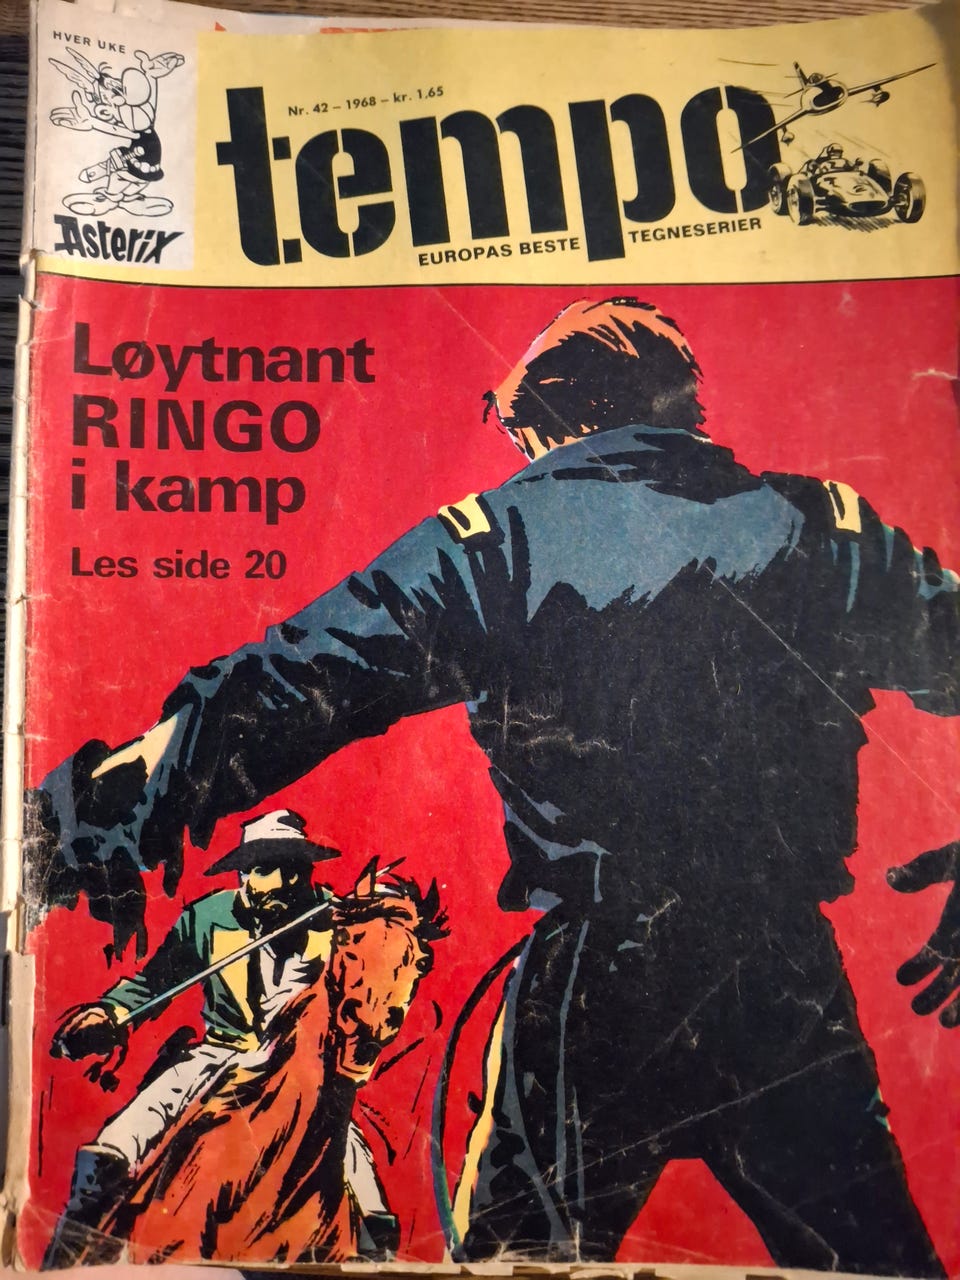 HVER UKE
Asterix
Nr. 42 – 1968 – kr. 1,65
tempo
EUROPAS BESTE TEGNESERIER
Løytnant
RINGO
i kamp
Les side 20